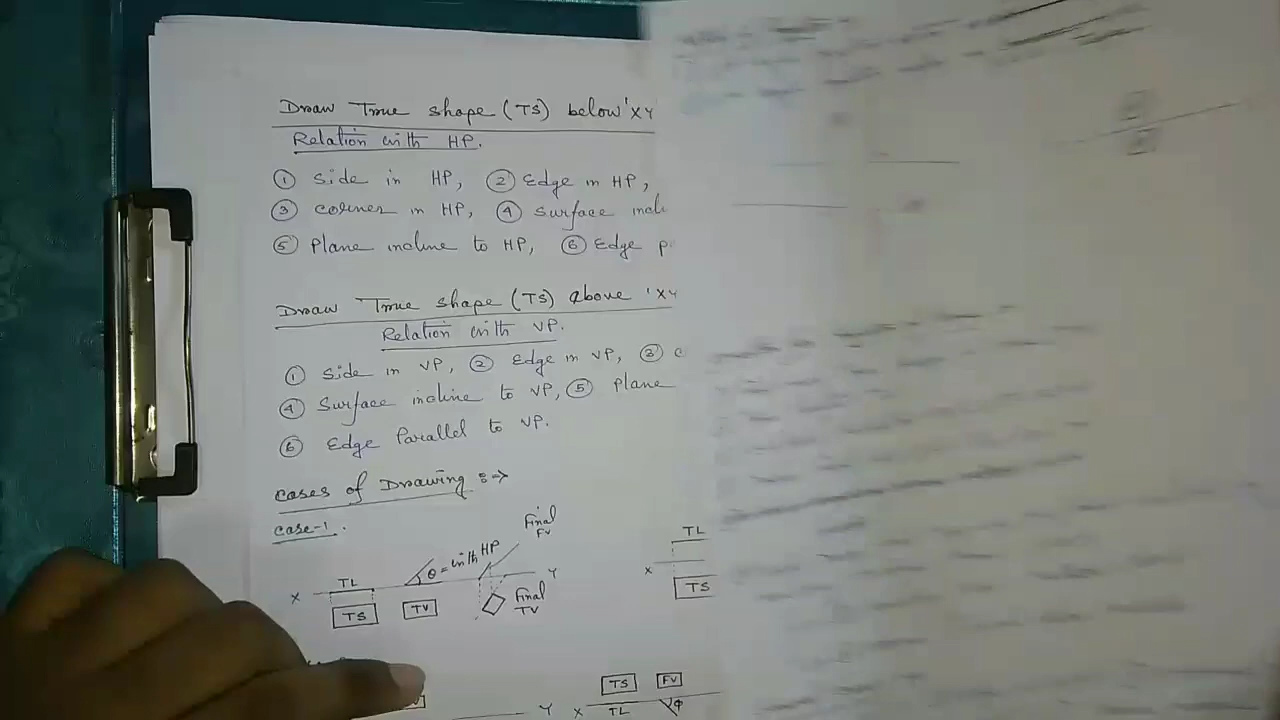 Draw True shape (TS) below 'XY
Relation with HP.
① Side in HP, ② Edge in HP,
③ corner in HP, ④ Surface incli
⑤ Plane incline to HP, ⑥ Edge p
Draw True shape (TS) above 'XY
Relation with VP.
① Side in VP, ② Edge in VP, ③ c
④ Surface incline to VP, ⑤ Plane
⑥ Edge Parallel to VP.
Cases of Drawing :→
Case-1.
Final
FV
TL
θ = with HP
X
Y
TS
TV
Final
TV
TL
X
TS
Y
TS
FV
X
TL
φ